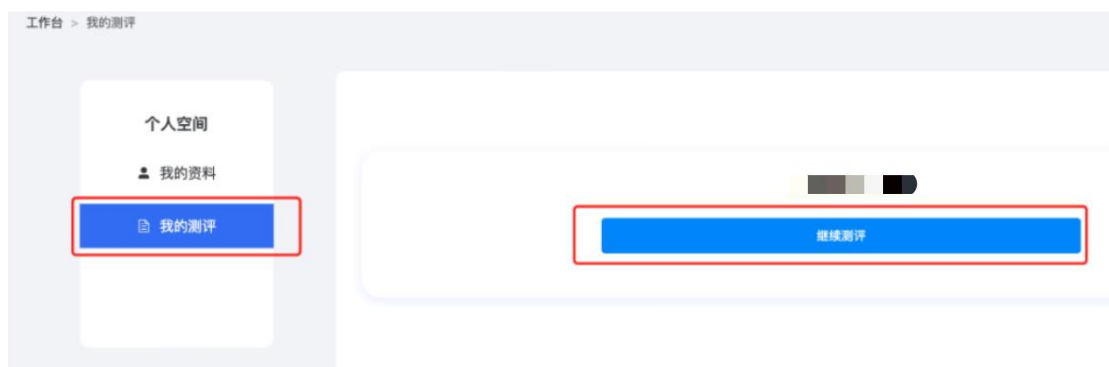 工作台 > 我的测评
个人空间
我的资料
我的测评
继续测评